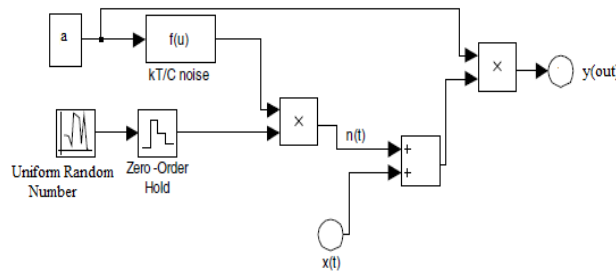 a
f(u)
kT/C noise
×
y(out)
×
n(t)
+
+
Uniform Random
Number
Zero -Order
Hold
x(t)